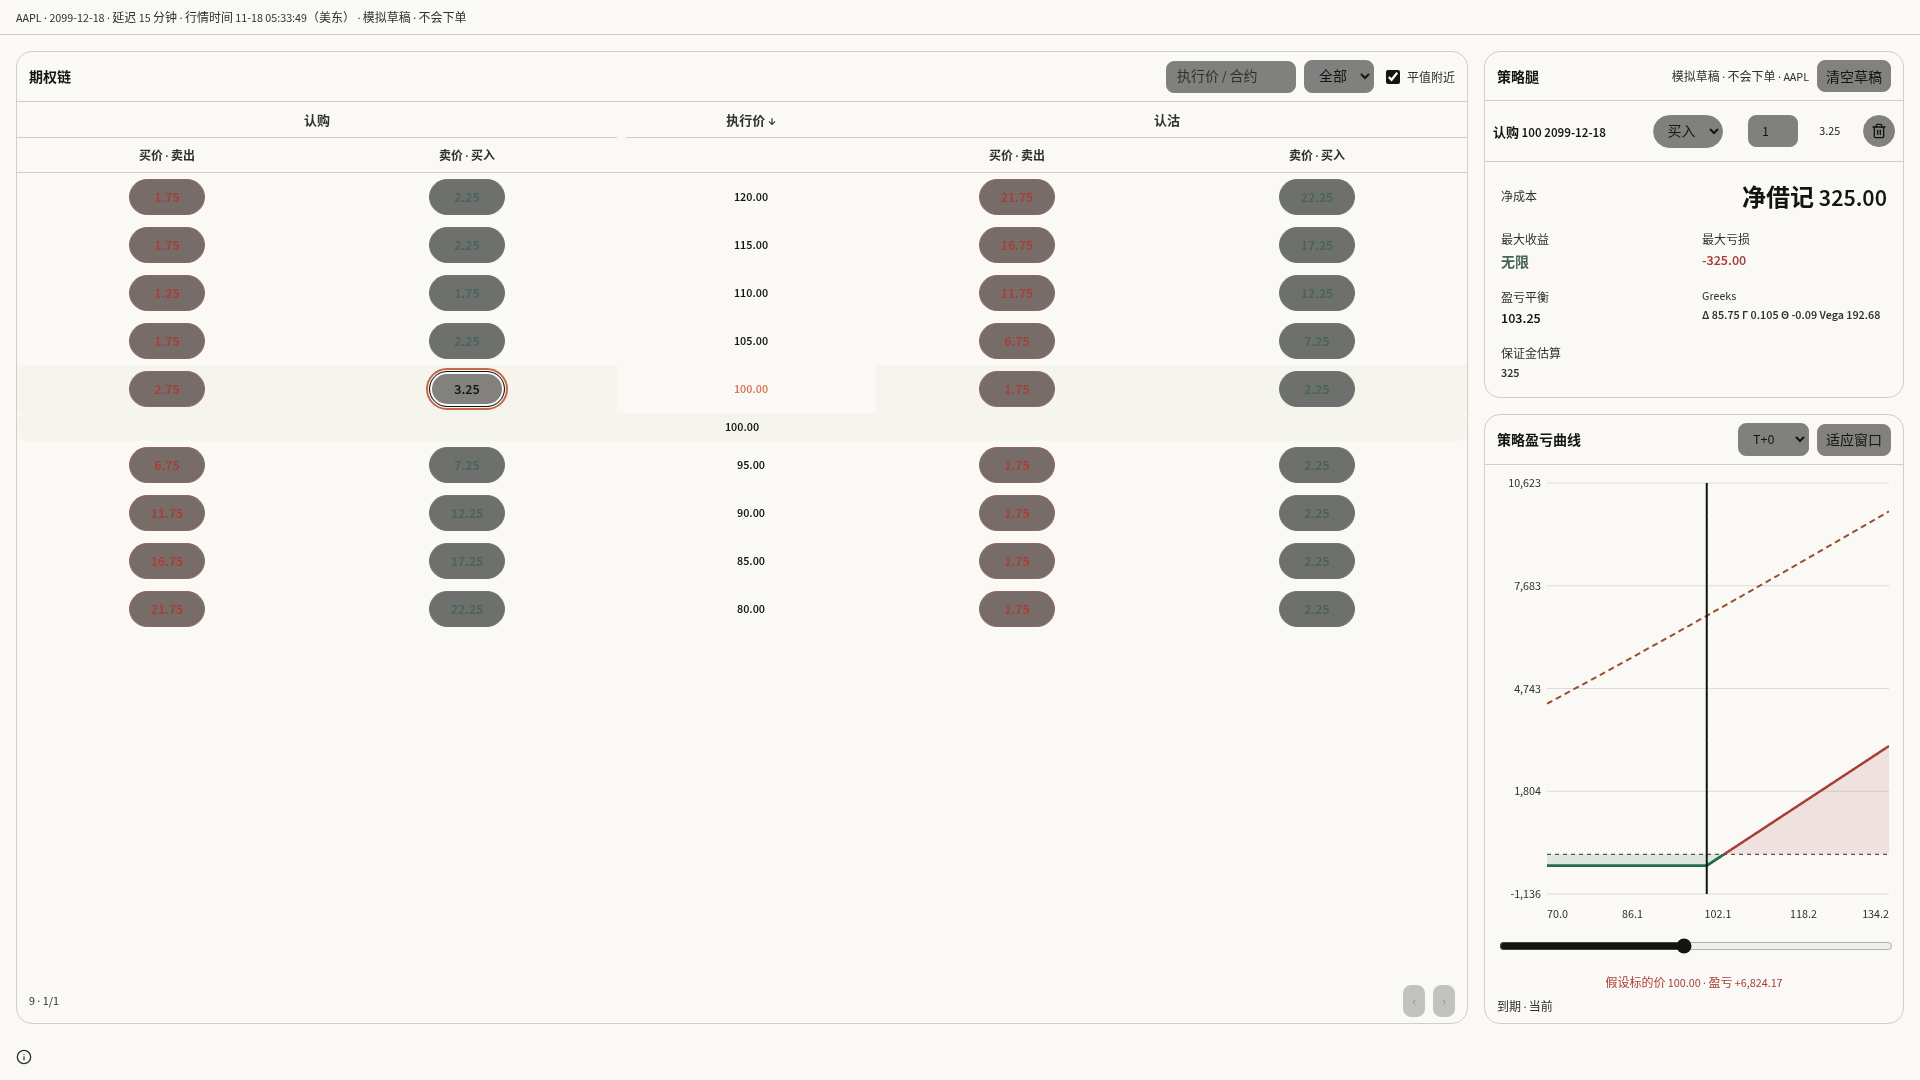 AAPL · 2099-12-18 · 延迟 15 分钟 · 行情时间 11-18 05:33:49（美东） · 模拟草稿 · 不会下单
期权链
执行价 / 合约
全部
平值附近
认购
执行价 ↓
认沽
买价 · 卖出
卖价 · 买入
买价 · 卖出
卖价 · 买入
1.75 2.25 120.00 21.75 22.25
1.75 2.25 115.00 16.75 17.25
1.25 1.75 110.00 11.75 12.25
1.75 2.25 105.00 6.75 7.25
2.75 3.25 100.00 1.75 2.25
100.00
6.75 7.25 95.00 1.75 2.25
11.75 12.25 90.00 1.75 2.25
16.75 17.25 85.00 1.75 2.25
21.75 22.25 80.00 1.75 2.25
9 · 1/1
‹ ›
策略腿
模拟草稿 · 不会下单 · AAPL
清空草稿
认购 100 2099-12-18
买入
1
3.25
净成本
净借记 325.00
最大收益
无限
最大亏损
-325.00
盈亏平衡
103.25
Greeks
Δ 85.75 Γ 0.105 Θ -0.09 Vega 192.68
保证金估算
325
策略盈亏曲线
T+0
适应窗口
10,623
7,683
4,743
1,804
-1,136
70.0 86.1 102.1 118.2 134.2
假设标的价 100.00 · 盈亏 +6,824.17
到期 · 当前